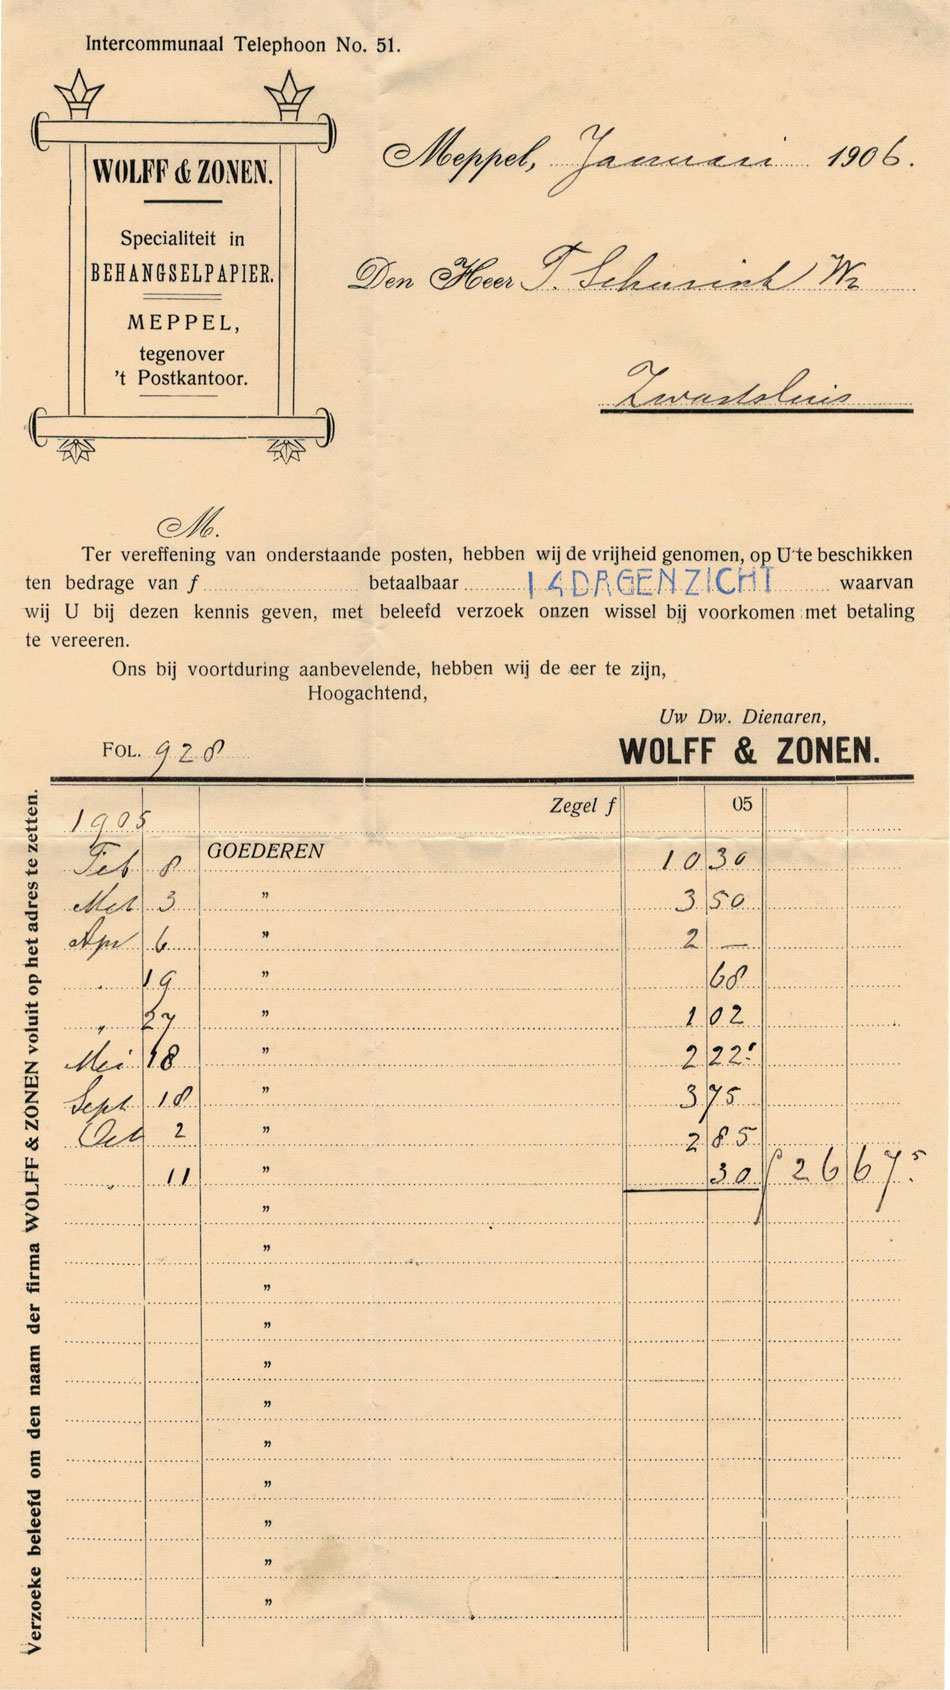 Intercommunaal Telephoon No. 51.
WOLFF & ZONEN.
Specialiteit in
BEHANGSELPAPIER.
MEPPEL,
tegenover
't Postkantoor.
Meppel, Januari 1906.
Den Heer T. Schurink Wz
Zwartsluis
M.
Ter vereffening van onderstaande posten, hebben wij de vrijheid genomen, op U te beschikken
ten bedrage van f betaalbaar 14 DAGEN ZICHT waarvan
wij U bij dezen kennis geven, met beleefd verzoek onzen wissel bij voorkomen met betaling
te vereeren.
Ons bij voortduring aanbevelende, hebben wij de eer te zijn,
Hoogachtend,
Uw Dw. Dienaren,
FOL. 928 WOLFF & ZONEN.
Zegel f 05
1905
Feb 8 GOEDEREN 10 30
Mrt 3 " 3 50
Apr 6 " 2 —
" 19 " 68
" 27 " 1 02
Mei 18 " 2 22⁵
Sept 18 " 3 75
Oct 2 " 2 85
" 11 " 30 f 26 67⁵
"
"
"
"
"
"
"
"
"
"
"
Verzoeke beleefd om den naam der firma WOLFF & ZONEN voluit op het adres te zetten.